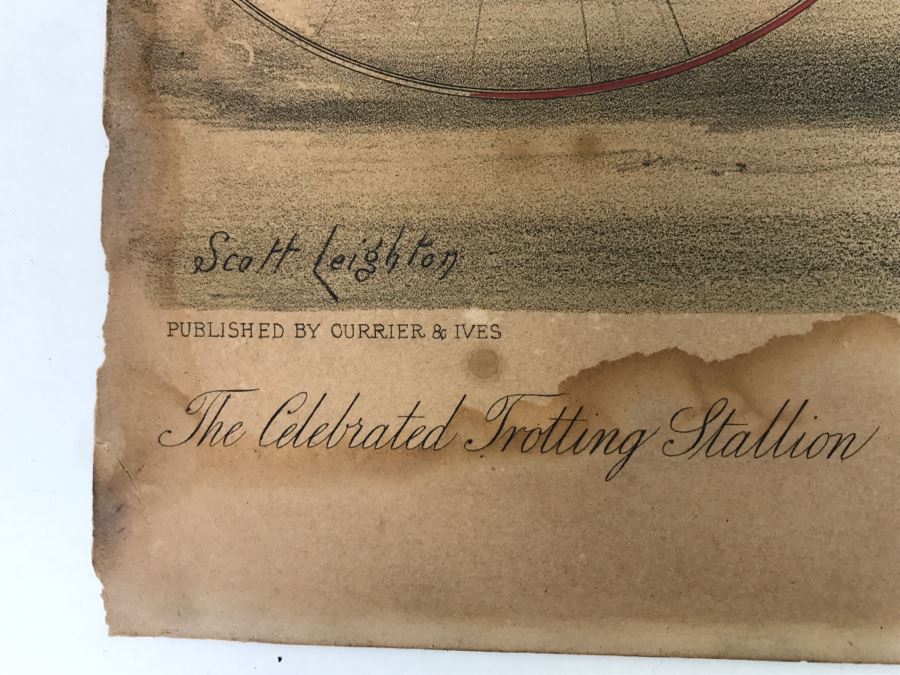 Scott Leighton
PUBLISHED BY CURRIER & IVES
The Celebrated Trotting Stallion